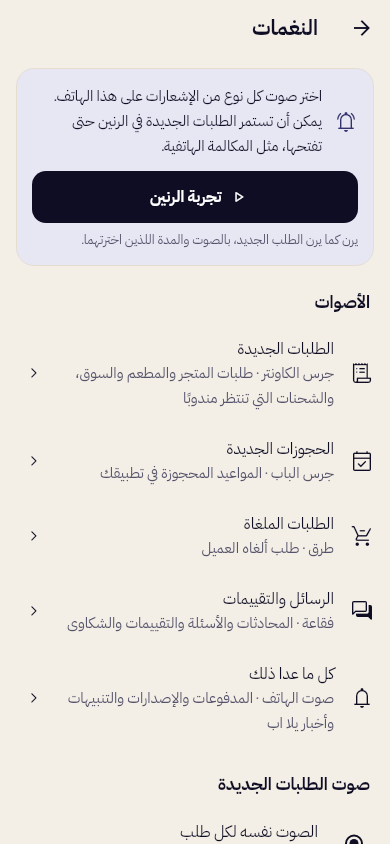 النغمات
اختر صوت كل نوع من الإشعارات على هذا الهاتف.
يمكن أن تستمر الطلبات الجديدة في الرنين حتى
تفتحها، مثل المكالمة الهاتفية.
تجربة الرنين
يرن كما يرن الطلب الجديد، بالصوت والمدة اللذين اخترتهما.
الأصوات
الطلبات الجديدة
جرس الكاونتر · طلبات المتجر والمطعم والسوق،
والشحنات التي تنتظر مندوبًا
الحجوزات الجديدة
جرس الباب · المواعيد المحجوزة في تطبيقك
الطلبات الملغاة
طرق · طلب ألغاه العميل
الرسائل والتقييمات
فقاعة · المحادثات والأسئلة والتقييمات والشكاوى
كل ما عدا ذلك
صوت الهاتف · المدفوعات والإصدارات والتنبيهات
وأخبار يلا اب
صوت الطلبات الجديدة
الصوت نفسه لكل طلب